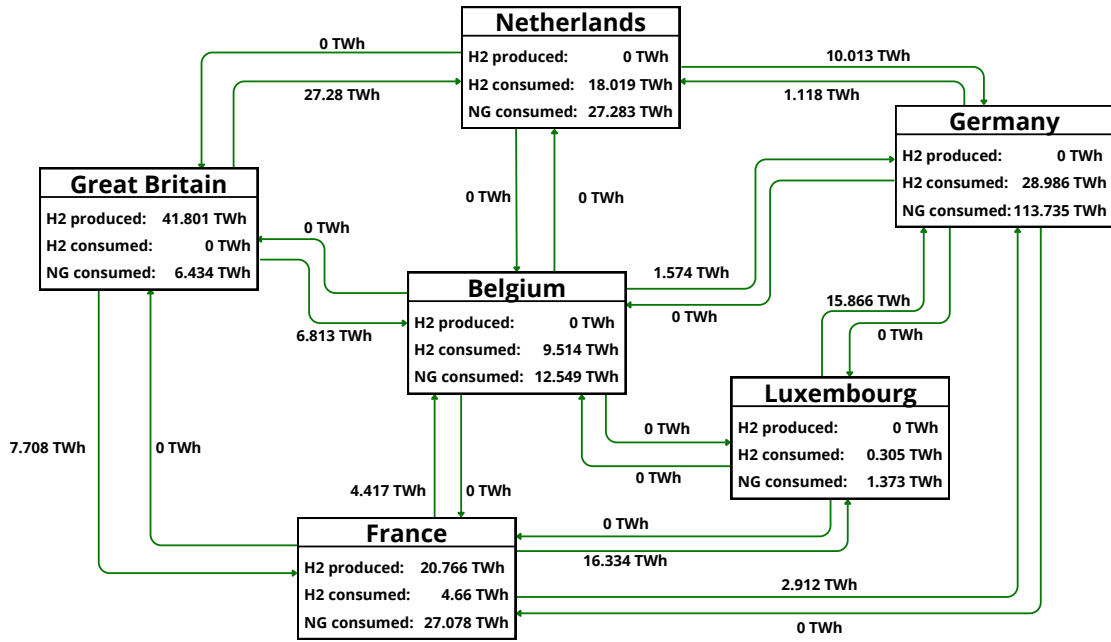 Netherlands
H2 produced: 0 TWh
H2 consumed: 18.019 TWh
NG consumed: 27.283 TWh
0 TWh
27.28 TWh
10.013 TWh
1.118 TWh
Germany
H2 produced: 0 TWh
H2 consumed: 28.986 TWh
NG consumed: 113.735 TWh
Great Britain
H2 produced: 41.801 TWh
H2 consumed: 0 TWh
NG consumed: 6.434 TWh
0 TWh
0 TWh
0 TWh
6.813 TWh
Belgium
H2 produced: 0 TWh
H2 consumed: 9.514 TWh
NG consumed: 12.549 TWh
1.574 TWh
0 TWh
15.866 TWh
0 TWh
Luxembourg
H2 produced: 0 TWh
H2 consumed: 0.305 TWh
NG consumed: 1.373 TWh
7.708 TWh
0 TWh
0 TWh
0 TWh
4.417 TWh
0 TWh
France
H2 produced: 20.766 TWh
H2 consumed: 4.66 TWh
NG consumed: 27.078 TWh
0 TWh
16.334 TWh
2.912 TWh
0 TWh